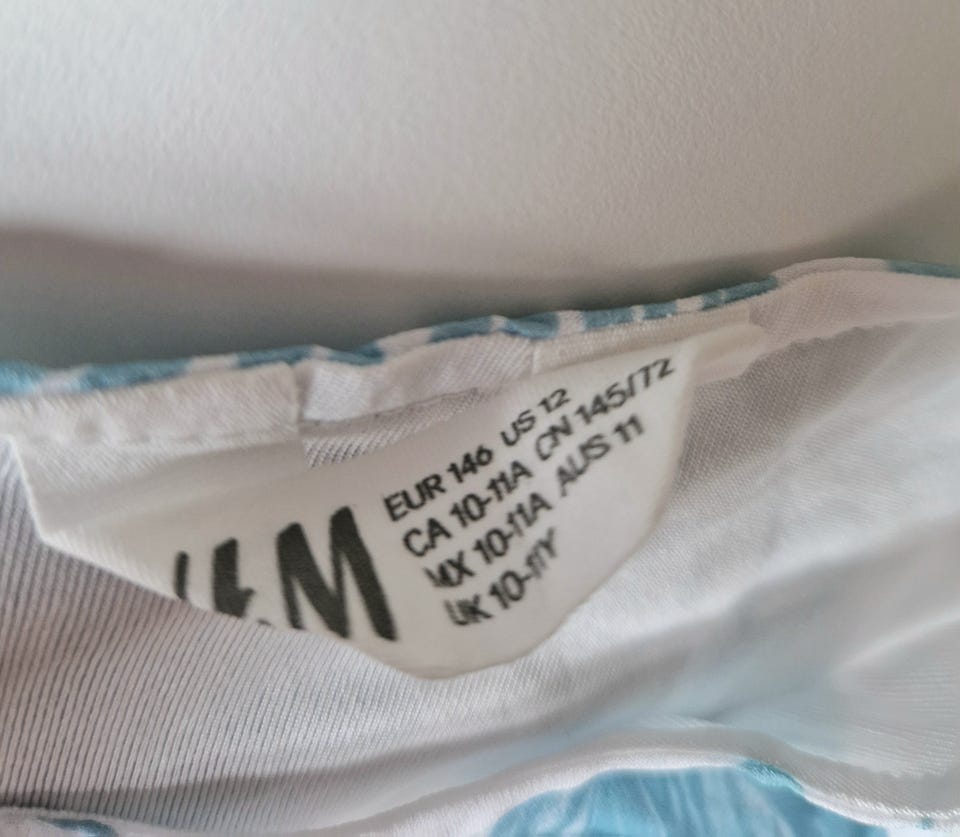 H&M
EUR 146 US 12
CA 10-11A CN 145/72
MX 10-11A AUS 11
UK 10-11Y